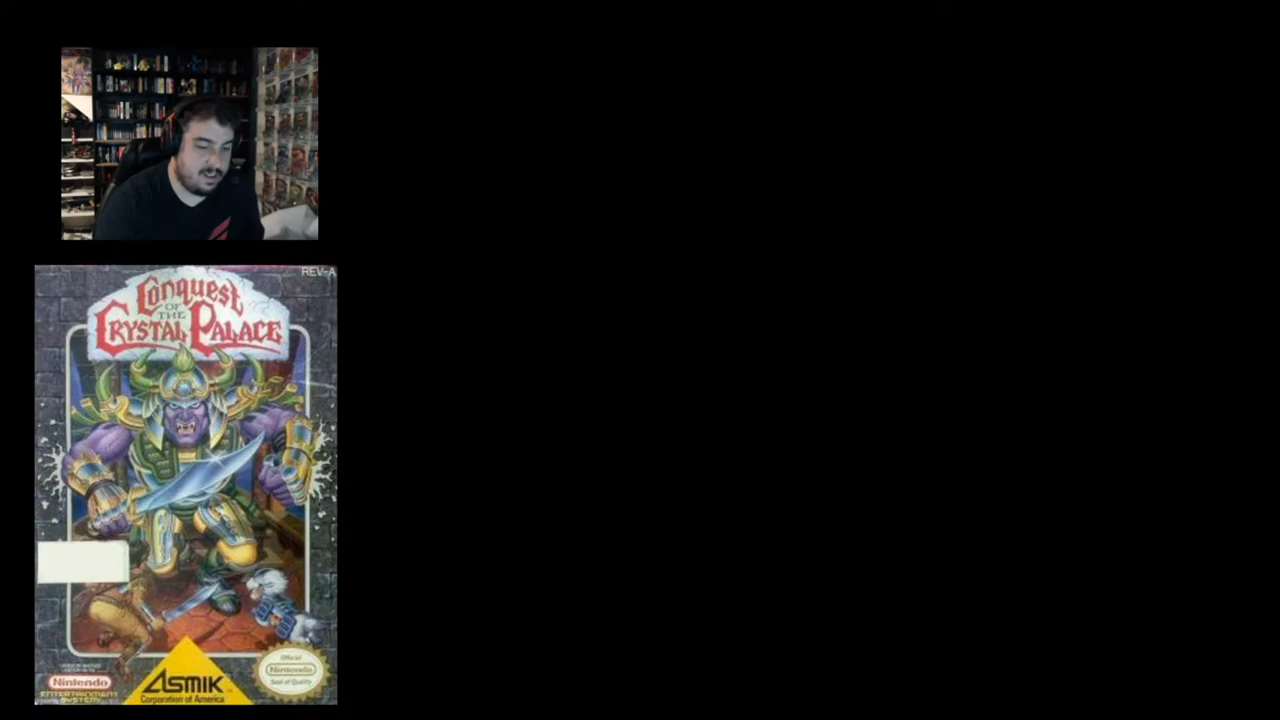 REV-A
Conquest
OF
THE
CRYSTAL PALACE
Nintendo
ENTERTAINMENT
SYSTEM
ASMIK
Corporation of America
Official
Nintendo
Seal of Quality